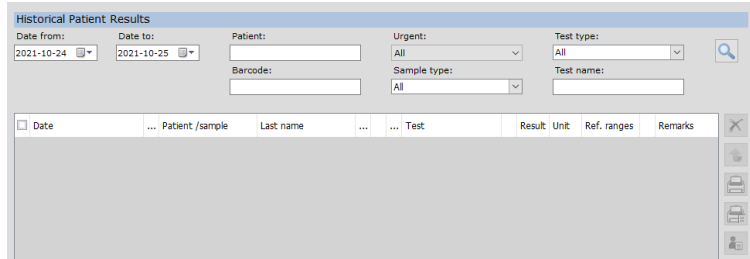 Historical Patient Results
Date from: Date to: Patient: Urgent: Test type:
2021-10-24 2021-10-25 All All
Barcode: Sample type: Test name:
All
Date ... Patient /sample Last name ... ... Test Result Unit Ref. ranges Remarks